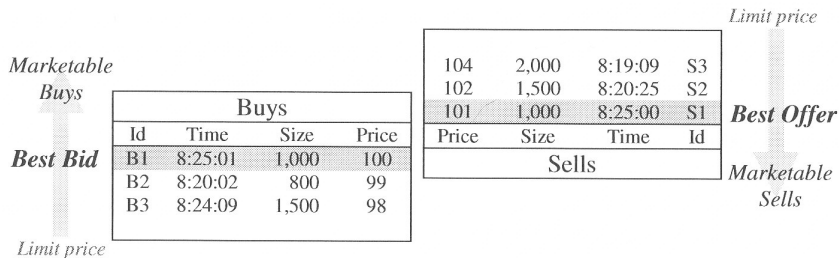 Marketable
Buys
Best Bid
Limit price
Buys
Id Time Size Price
B1 8:25:01 1,000 100
B2 8:20:02 800 99
B3 8:24:09 1,500 98
104 2,000 8:19:09 S3
102 1,500 8:20:25 S2
101 1,000 8:25:00 S1
Price Size Time Id
Sells
Limit price
Best Offer
Marketable
Sells